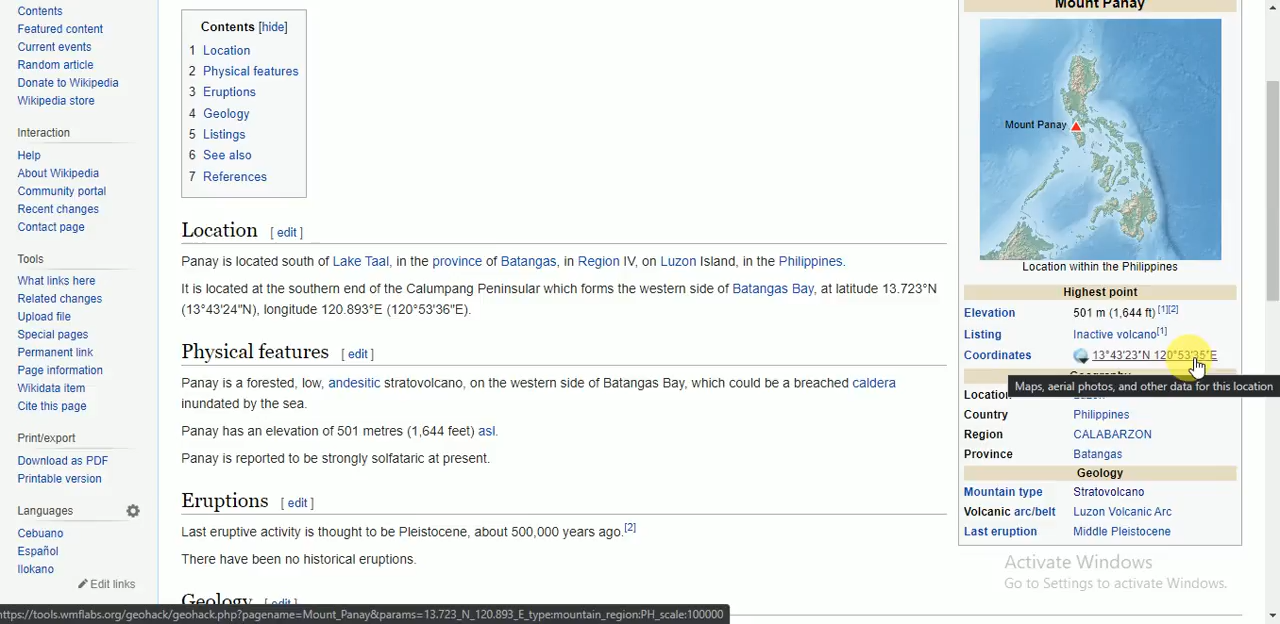 Contents
Featured content
Current events
Random article
Donate to Wikipedia
Wikipedia store
Interaction
Help
About Wikipedia
Community portal
Recent changes
Contact page
Tools
What links here
Related changes
Upload file
Special pages
Permanent link
Page information
Wikidata item
Cite this page
Print/export
Download as PDF
Printable version
Languages
Cebuano
Español
Ilokano
Edit links
Contents [hide]
1 Location
2 Physical features
3 Eruptions
4 Geology
5 Listings
6 See also
7 References
Location [ edit ]
Panay is located south of Lake Taal, in the province of Batangas, in Region IV, on Luzon Island, in the Philippines.
It is located at the southern end of the Calumpang Peninsular which forms the western side of Batangas Bay, at latitude 13.723°N
(13°43'24"N), longitude 120.893°E (120°53'36"E).
Physical features [ edit ]
Panay is a forested, low, andesitic stratovolcano, on the western side of Batangas Bay, which could be a breached caldera
inundated by the sea.
Panay has an elevation of 501 metres (1,644 feet) asl.
Panay is reported to be strongly solfataric at present.
Eruptions [ edit ]
Last eruptive activity is thought to be Pleistocene, about 500,000 years ago.[2]
There have been no historical eruptions.
Geology [ edit ]
Mount Panay
Mount Panay
Location within the Philippines
Highest point
Elevation 501 m (1,644 ft) [1][2]
Listing Inactive volcano[1]
Coordinates 13°43′23″N 120°53′35″E
Geography
Maps, aerial photos, and other data for this location
Location Luzon
Country Philippines
Region CALABARZON
Province Batangas
Geology
Mountain type Stratovolcano
Volcanic arc/belt Luzon Volcanic Arc
Last eruption Middle Pleistocene
Activate Windows
Go to Settings to activate Windows.
https://tools.wmflabs.org/geohack/geohack.php?pagename=Mount_Panay&params=13.723_N_120.893_E_type:mountain_region:PH_scale:100000